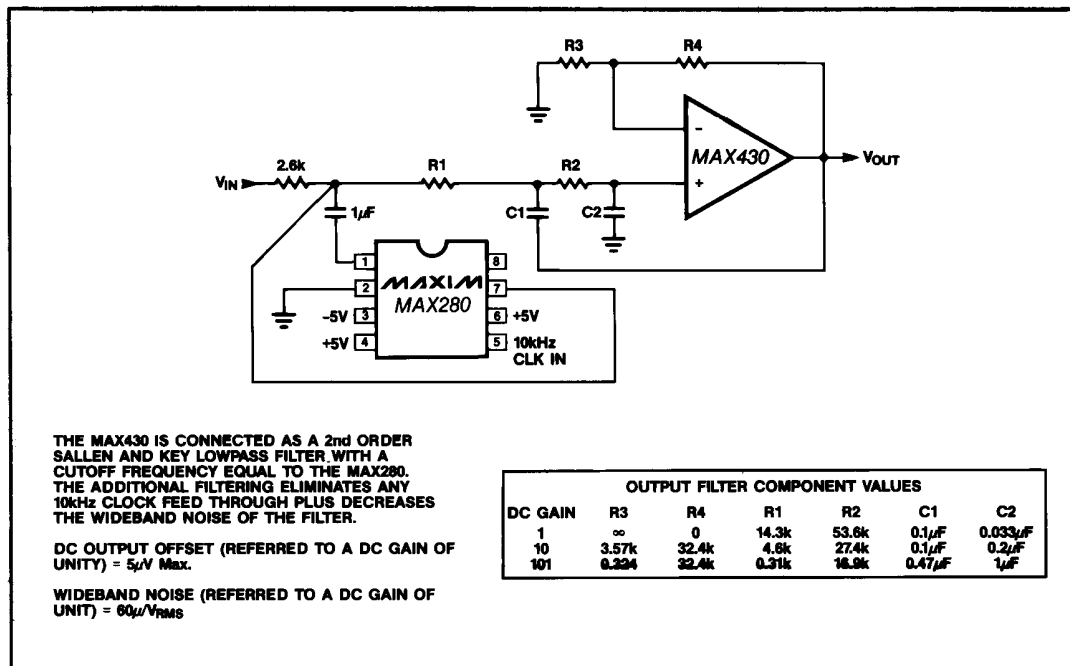 R3 R4
MAX430
VOUT
2.6k R1 R2
VIN
1µF C1 C2
- +
1 8
2 MAXIM 7
MAX280
-5V 3 6 +5V
+5V 4 5 10kHz
CLK IN
THE MAX430 IS CONNECTED AS A 2nd ORDER
SALLEN AND KEY LOWPASS FILTER WITH A
CUTOFF FREQUENCY EQUAL TO THE MAX280.
THE ADDITIONAL FILTERING ELIMINATES ANY
10kHz CLOCK FEED THROUGH PLUS DECREASES
THE WIDEBAND NOISE OF THE FILTER.
DC OUTPUT OFFSET (REFERRED TO A DC GAIN OF
UNITY) = 5µV Max.
WIDEBAND NOISE (REFERRED TO A DC GAIN OF
UNIT) = 60µ/VRMS
OUTPUT FILTER COMPONENT VALUES
DC GAIN R3 R4 R1 R2 C1 C2
1 ∞ 0 14.3k 53.6k 0.1µF 0.033µF
10 3.57k 32.4k 4.6k 27.4k 0.1µF 0.2µF
101 32.4k 0.31k 16.9k 0.47µF 1µF